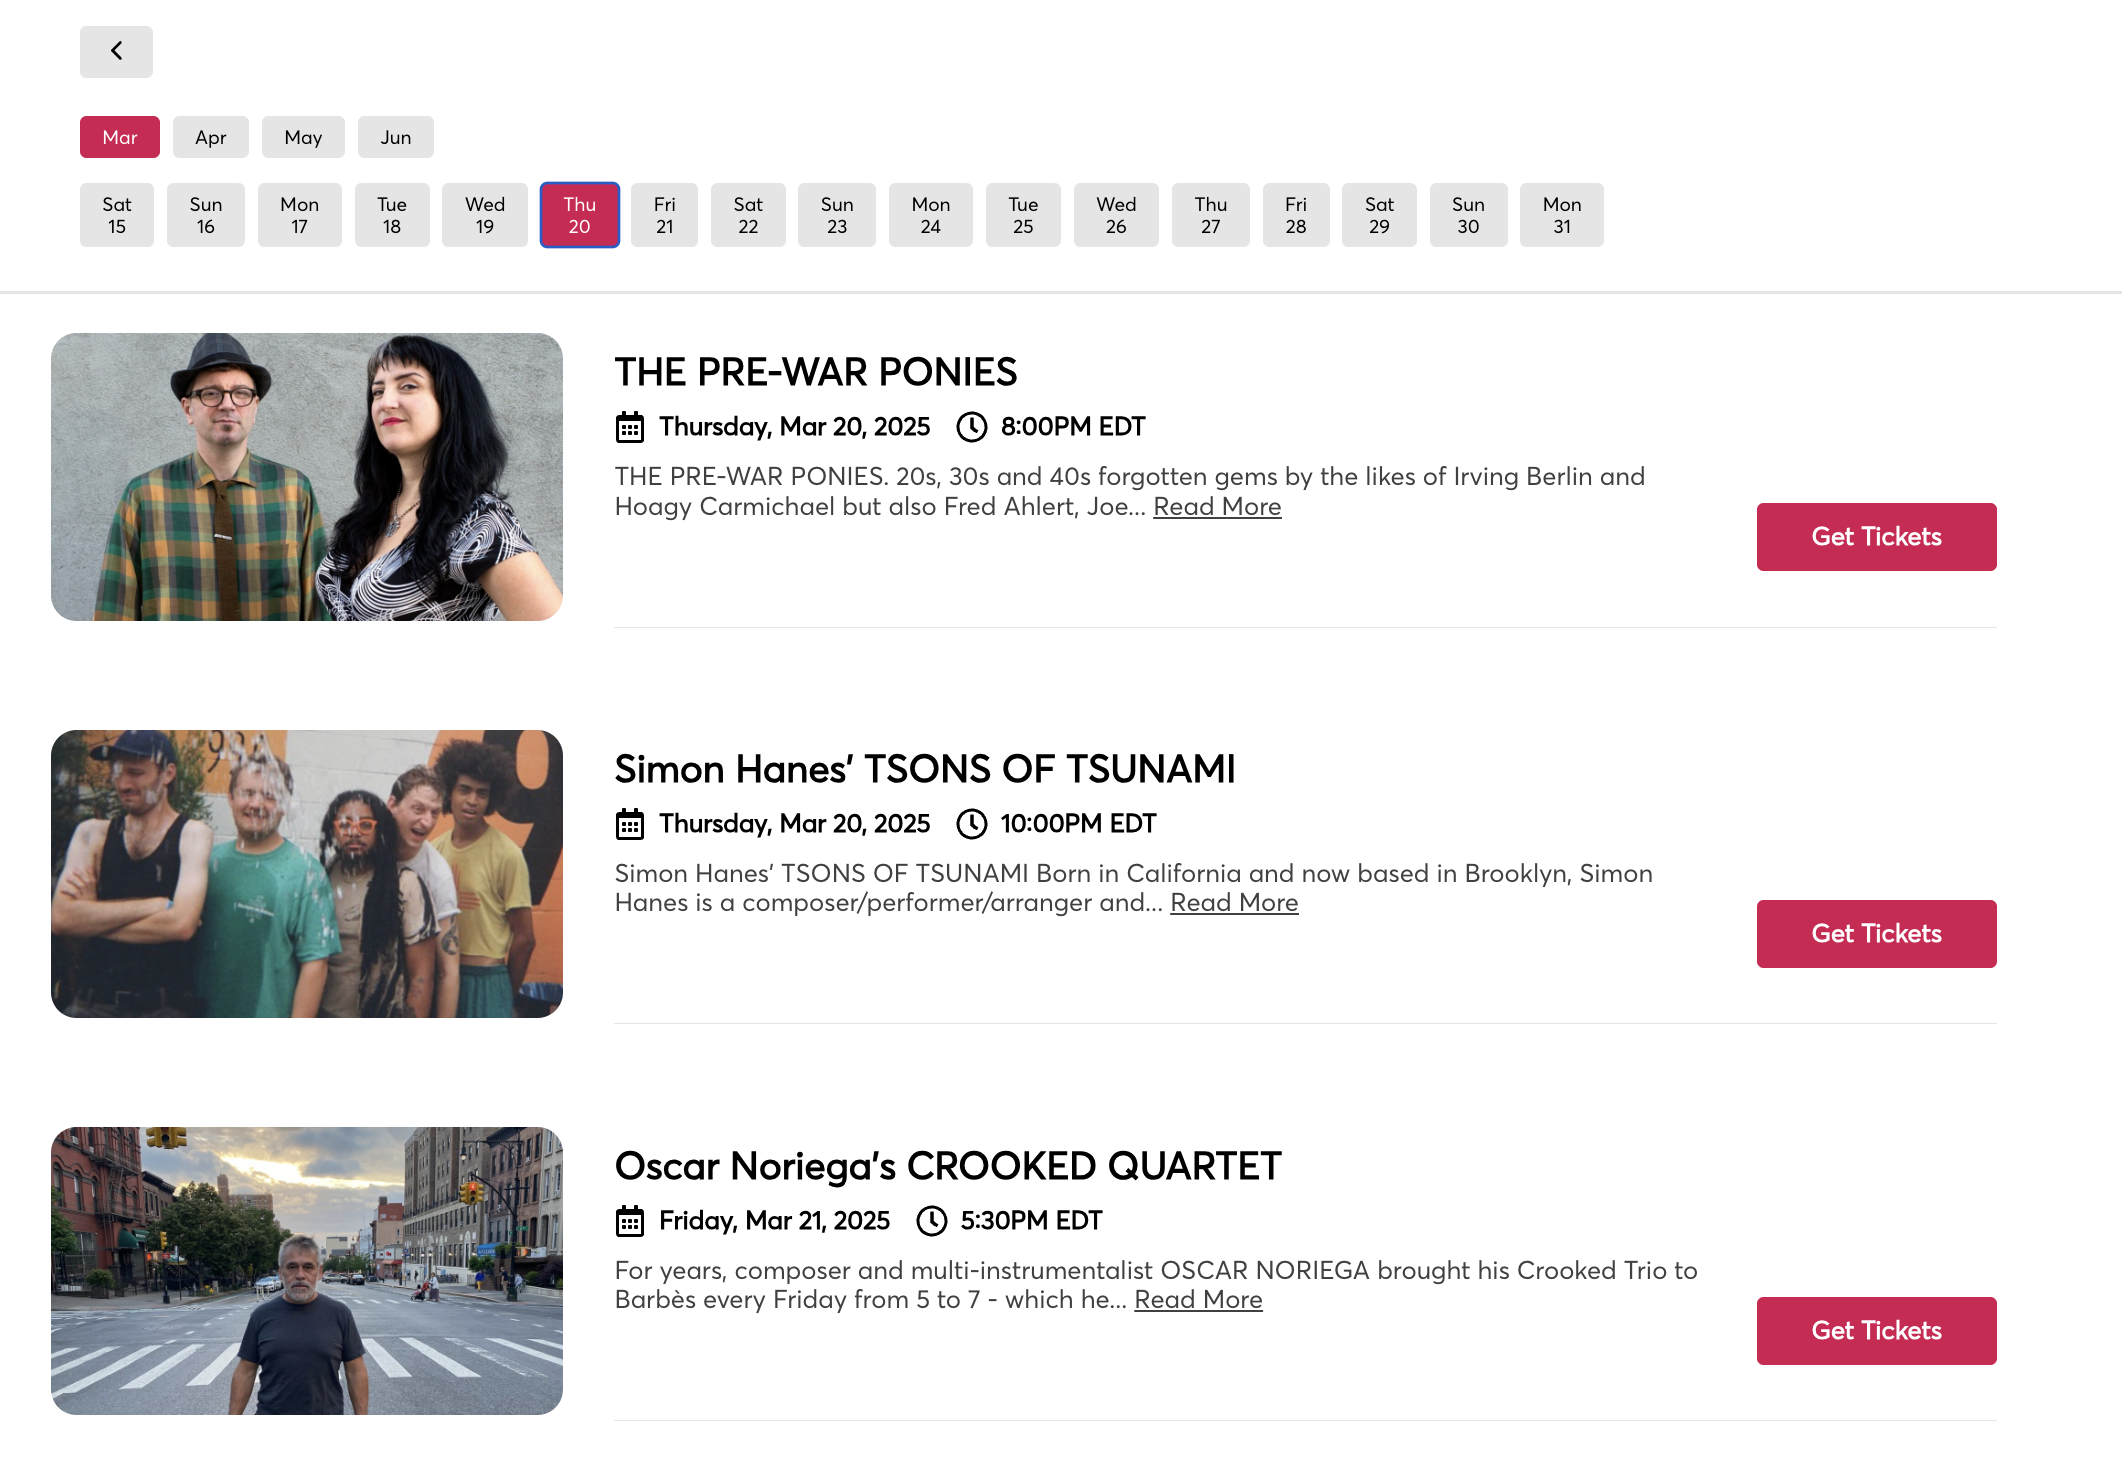 Mar Apr May Jun
Sat Sun Mon Tue Wed Thu Fri Sat Sun Mon Tue Wed Thu Fri Sat Sun Mon
15 16 17 18 19 20 21 22 23 24 25 26 27 28 29 30 31
THE PRE-WAR PONIES
Thursday, Mar 20, 2025 8:00PM EDT
THE PRE-WAR PONIES. 20s, 30s and 40s forgotten gems by the likes of Irving Berlin and
Hoagy Carmichael but also Fred Ahlert, Joe... Read More
Get Tickets
Simon Hanes' TSONS OF TSUNAMI
Thursday, Mar 20, 2025 10:00PM EDT
Simon Hanes' TSONS OF TSUNAMI Born in California and now based in Brooklyn, Simon
Hanes is a composer/performer/arranger and... Read More
Get Tickets
Oscar Noriega's CROOKED QUARTET
Friday, Mar 21, 2025 5:30PM EDT
For years, composer and multi-instrumentalist OSCAR NORIEGA brought his Crooked Trio to
Barbès every Friday from 5 to 7 - which he... Read More
Get Tickets